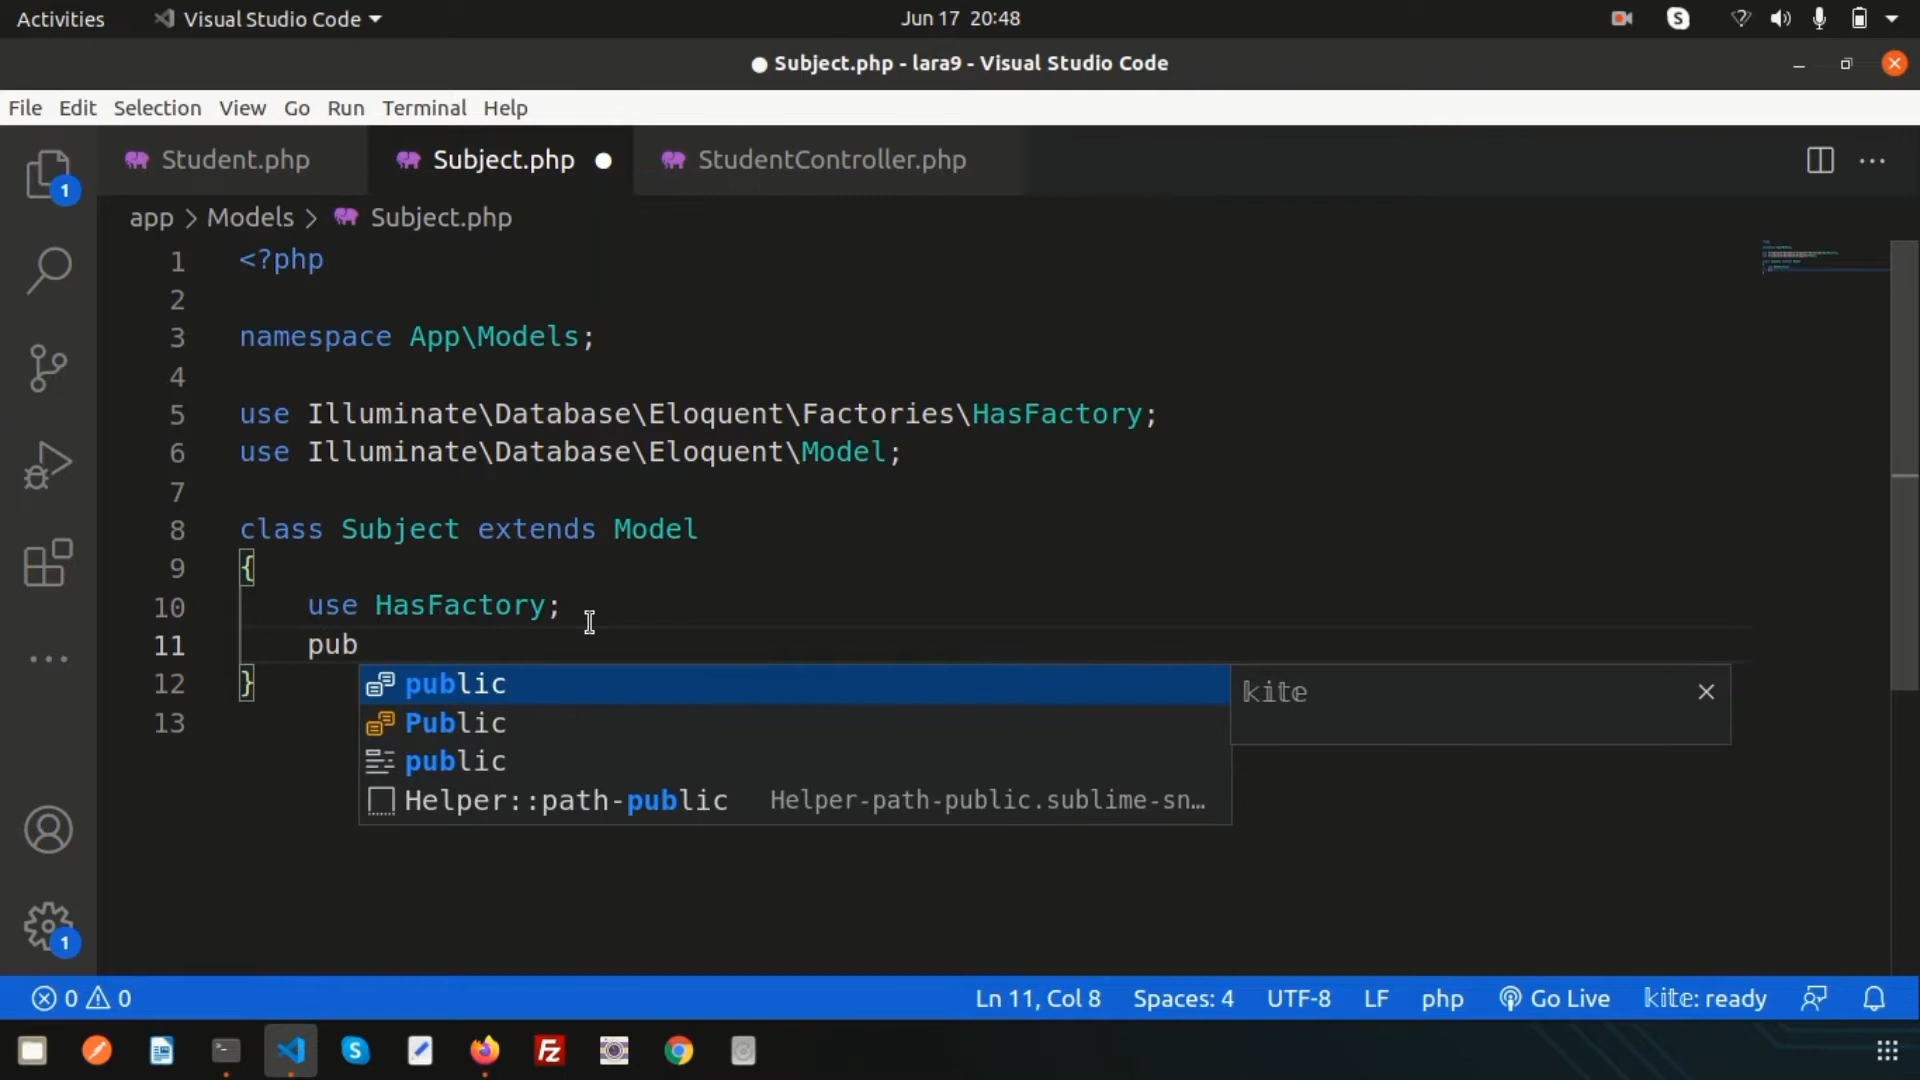 Activities Visual Studio Code Jun 17 20:48
Subject.php - lara9 - Visual Studio Code
File Edit Selection View Go Run Terminal Help
Student.php Subject.php StudentController.php
app > Models > Subject.php
1 <?php
2
3 namespace App\Models;
4
5 use Illuminate\Database\Eloquent\Factories\HasFactory;
6 use Illuminate\Database\Eloquent\Model;
7
8 class Subject extends Model
9 {
10 use HasFactory;
11 pub
12 }
13
public
Public
public
Helper::path-public Helper-path-public.sublime-sn…
kite
1
1
0 0 Ln 11, Col 8 Spaces: 4 UTF-8 LF php Go Live kite: ready